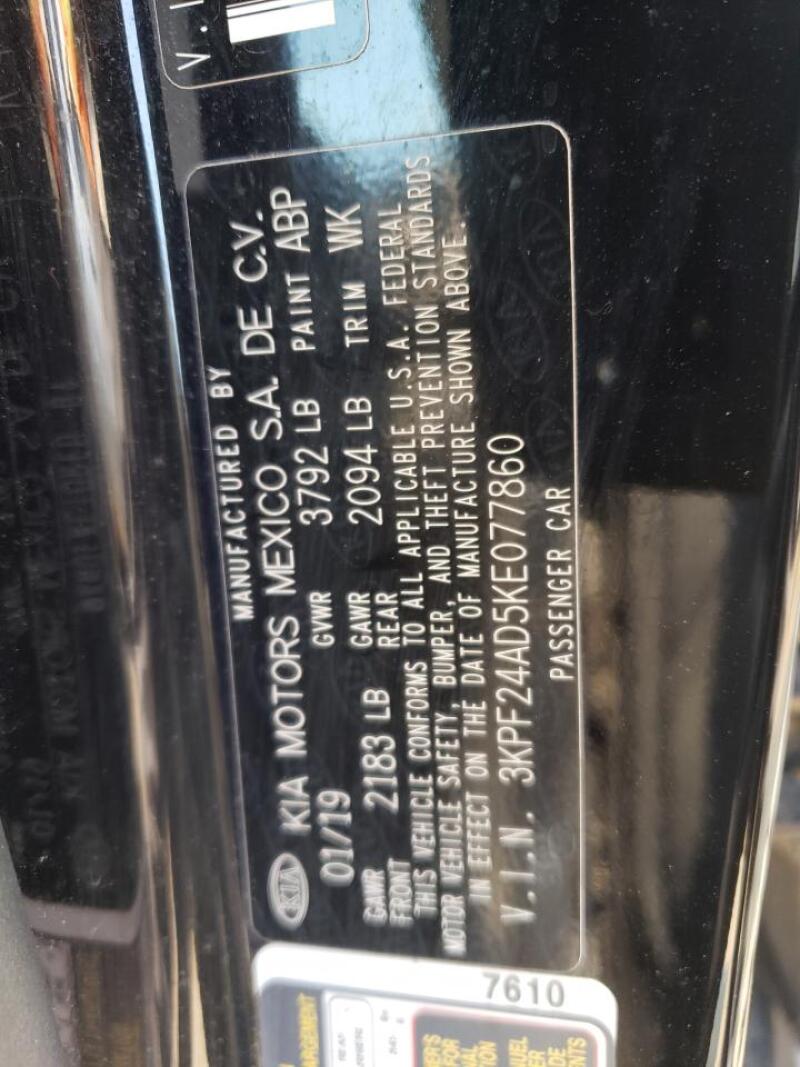 V.I
MANUFACTURED BY
KIA KIA MOTORS MEXICO S.A. DE C.V.
01/19 GVWR 3792 LB PAINT ABP
GAWR FRONT 2183 LB GAWR REAR 2094 LB TRIM WK
THIS VEHICLE CONFORMS TO ALL APPLICABLE U.S.A. FEDERAL
MOTOR VEHICLE SAFETY, BUMPER, AND THEFT PREVENTION STANDARDS
IN EFFECT ON THE DATE OF MANUFACTURE SHOWN ABOVE.
V.I.N. 3KPF24AD5KE077860
PASSENGER CAR
7610